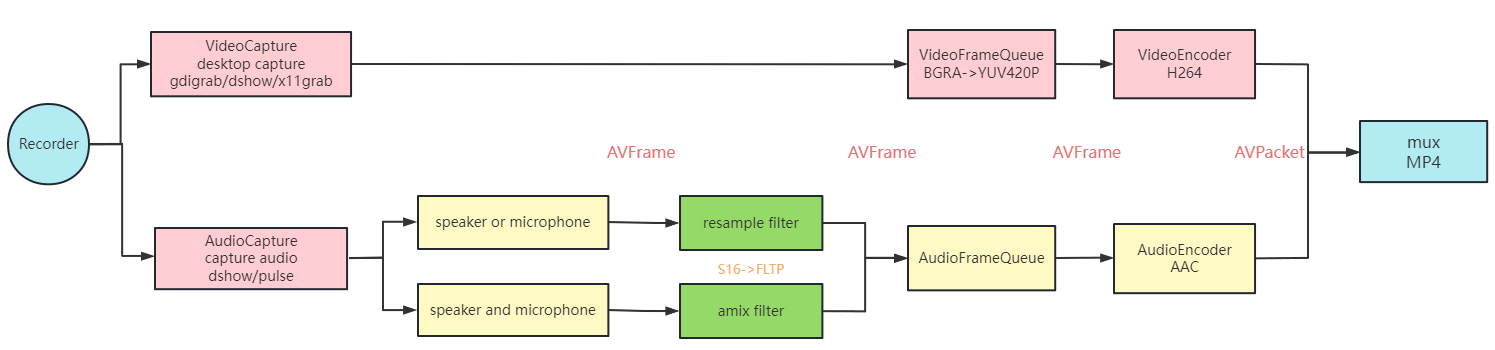 VideoCapture
desktop capture
gdigrab/dshow/x11grab
VideoFrameQueue
BGRA->YUV420P
VideoEncoder
H264
Recorder
AVFrame
AVFrame
AVFrame
AVPacket
mux
MP4
AudioCapture
capture audio
dshow/pulse
speaker or microphone
resample filter
S16->FLTP
speaker and microphone
amix filter
AudioFrameQueue
AudioEncoder
AAC